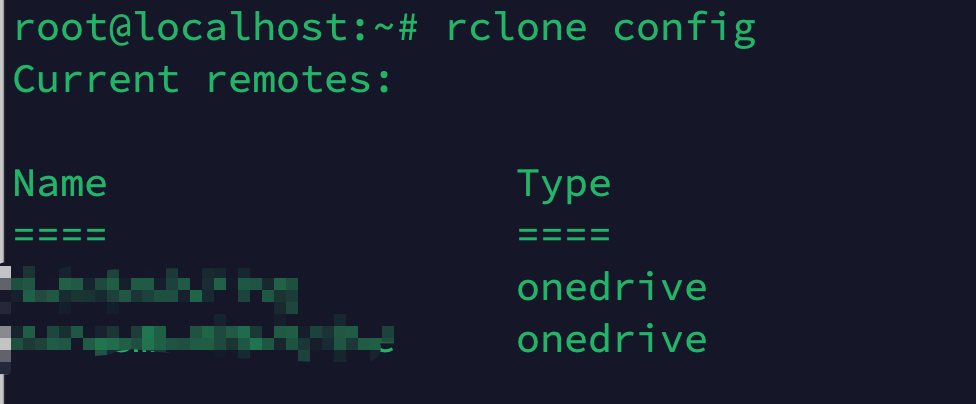 root@localhost:~# rclone config
Current remotes:
Name Type
==== ====
onedrive
onedrive